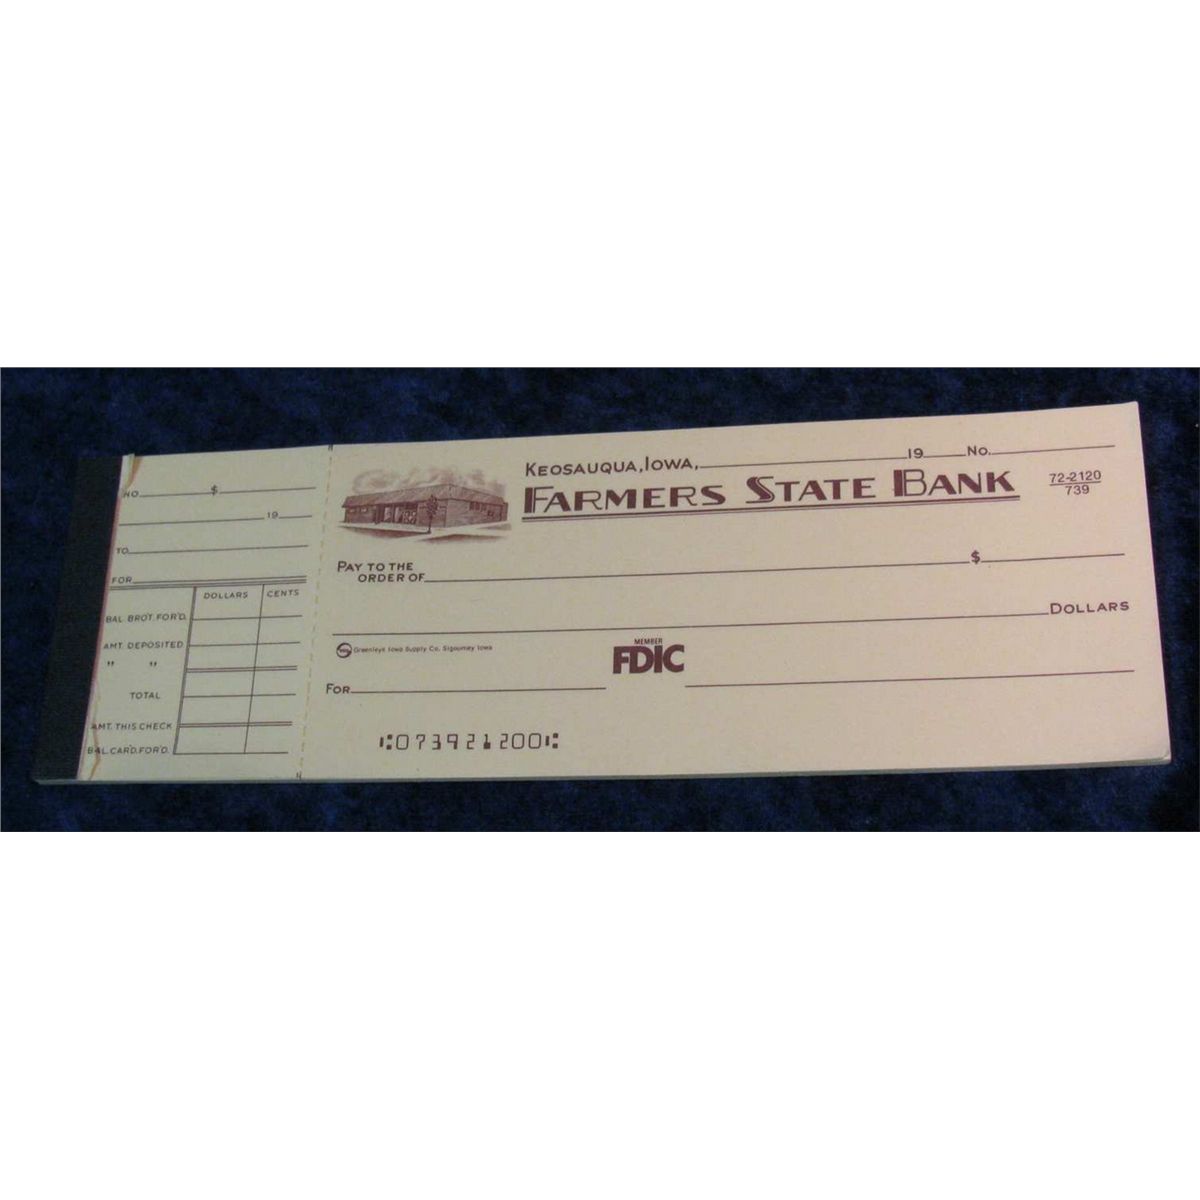 NO. $
19
TO
FOR
DOLLARS CENTS
BAL. BRO'T. FOR'D.
AMT. DEPOSITED
" "
TOTAL
AMT. THIS CHECK
BAL. CAR'D. FOR'D.
KEOSAUQUA, IOWA, 19 No.
FARMERS STATE BANK
72-2120
739
PAY TO THE
ORDER OF $
DOLLARS
Greenleys Iowa Supply Co. Sigourney Iowa
MEMBER
FDIC
FOR
⑆073921200⑆